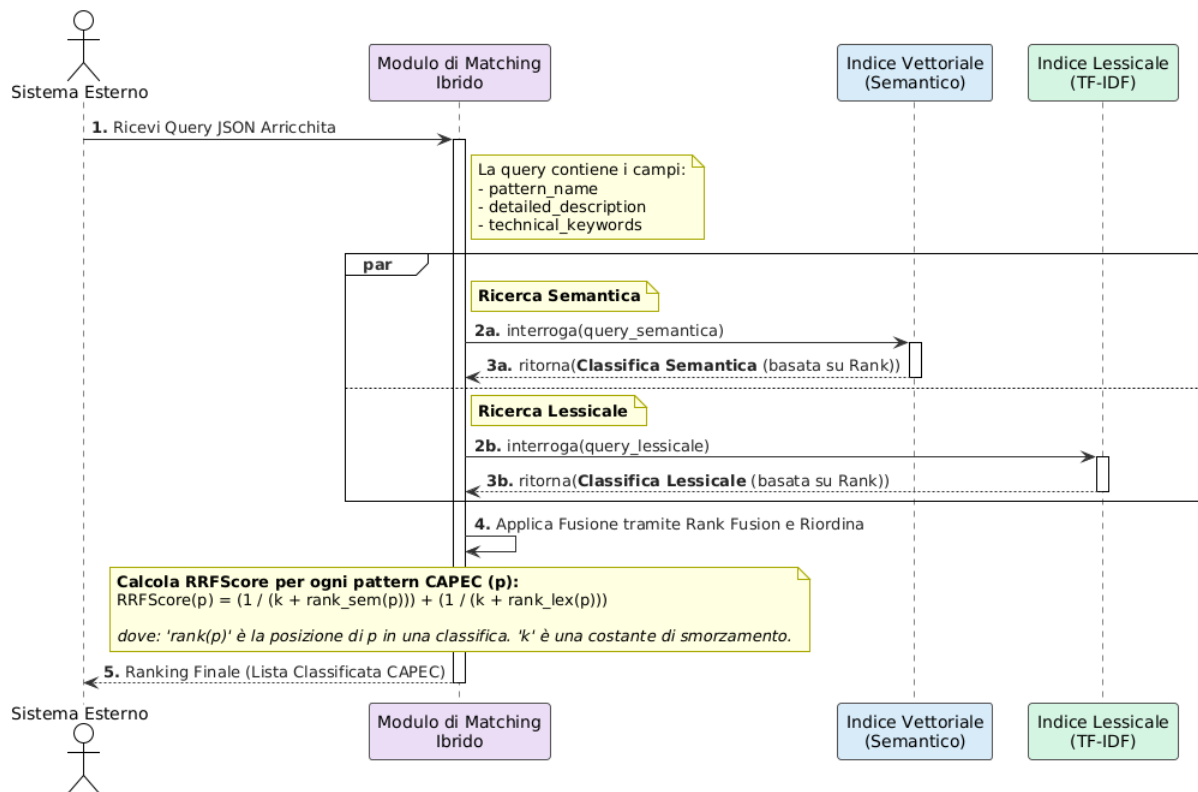 Sistema Esterno
Modulo di Matching
Ibrido
Indice Vettoriale
(Semantico)
Indice Lessicale
(TF-IDF)
1. Ricevi Query JSON Arricchita
La query contiene i campi:
- pattern_name
- detailed_description
- technical_keywords
par
Ricerca Semantica
2a. interroga(query_semantica)
3a. ritorna(Classifica Semantica (basata su Rank))
Ricerca Lessicale
2b. interroga(query_lessicale)
3b. ritorna(Classifica Lessicale (basata su Rank))
4. Applica Fusione tramite Rank Fusion e Riordina
Calcola RRFScore per ogni pattern CAPEC (p):
RRFScore(p) = (1 / (k + rank_sem(p))) + (1 / (k + rank_lex(p)))
dove: 'rank(p)' è la posizione di p in una classifica. 'k' è una costante di smorzamento.
5. Ranking Finale (Lista Classificata CAPEC)
Sistema Esterno
Modulo di Matching
Ibrido
Indice Vettoriale
(Semantico)
Indice Lessicale
(TF-IDF)